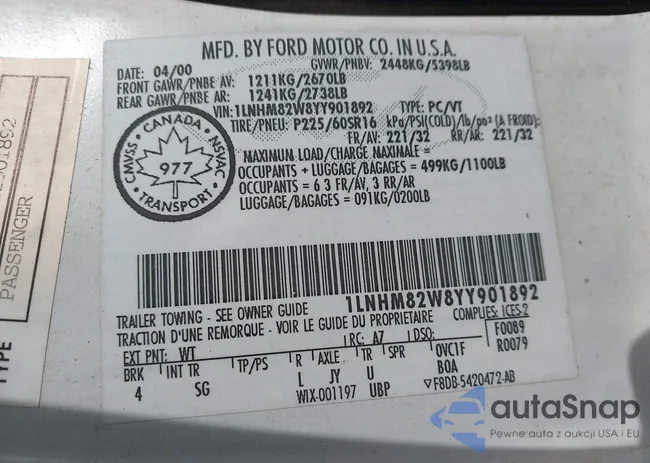 MFD. BY FORD MOTOR CO. IN U.S.A.
DATE: 04/00 GVWR/PNBV: 2448KG/5398LB
FRONT GAWR/PNBE AV: 1211KG/2670LB
REAR GAWR/PNBE AR: 1241KG/2738LB
VIN: 1LNHM82W8YY901892 TYPE: PC/VT
TIRE/PNEU: P225/60SR16 kPa/PSI(COLD)/Lb/po² (A FROID):
FR/AV: 221/32 RR/AR: 221/32
MAXIMUM LOAD/CHARGE MAXIMALE =
OCCUPANTS + LUGGAGE/BAGAGES = 499KG/1100LB
OCCUPANTS = 6 3 FR/AV, 3 RR/AR
LUGGAGE/BAGAGES = 091KG/0200LB
CANADA
CMVSS NSVAC
977
TRANSPORT
1LNHM82W8YY901892
TRAILER TOWING - SEE OWNER GUIDE COMPLIES: ICES-2
TRACTION D'UNE REMORQUE - VOIR LE GUIDE DU PROPRIETAIRE
EXT PNT: WT RC: A7 DSO: F0089
R0079
BRK INT TR TP/PS R AXLE TR SPR 0VC1F
4 SG L JY U B0A
WIX-001197 UBP F8DB-5420472-AB
901892
PASSENGER
TYPE
autoSnap
Pewne auta z aukcji USA i EU